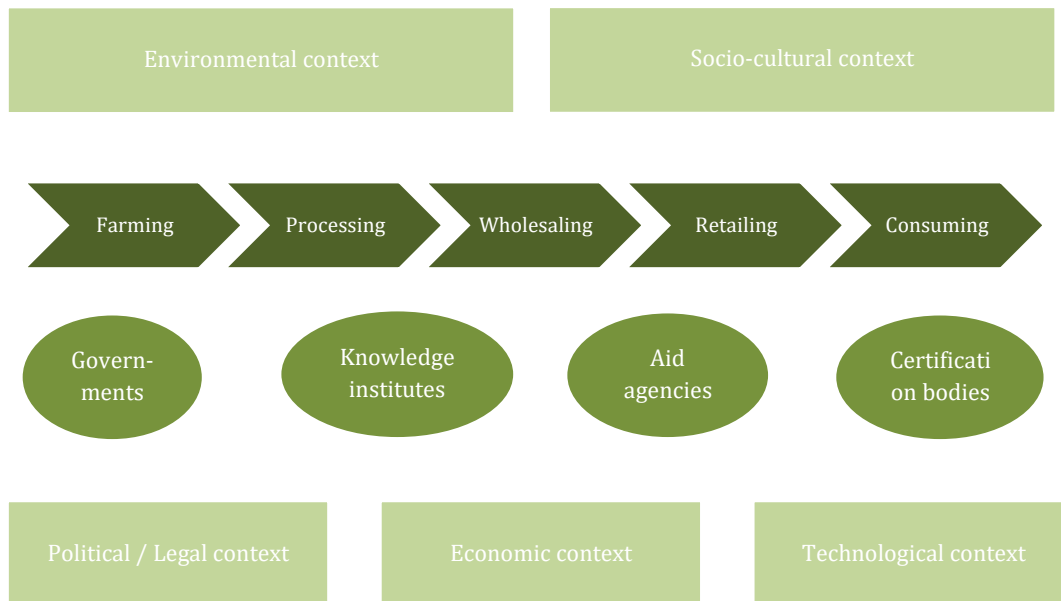 Environmental context
Socio-cultural context
Farming
Processing
Wholesaling
Retailing
Consuming
Govern-
ments
Knowledge
institutes
Aid
agencies
Certificati
on bodies
Political / Legal context
Economic context
Technological context